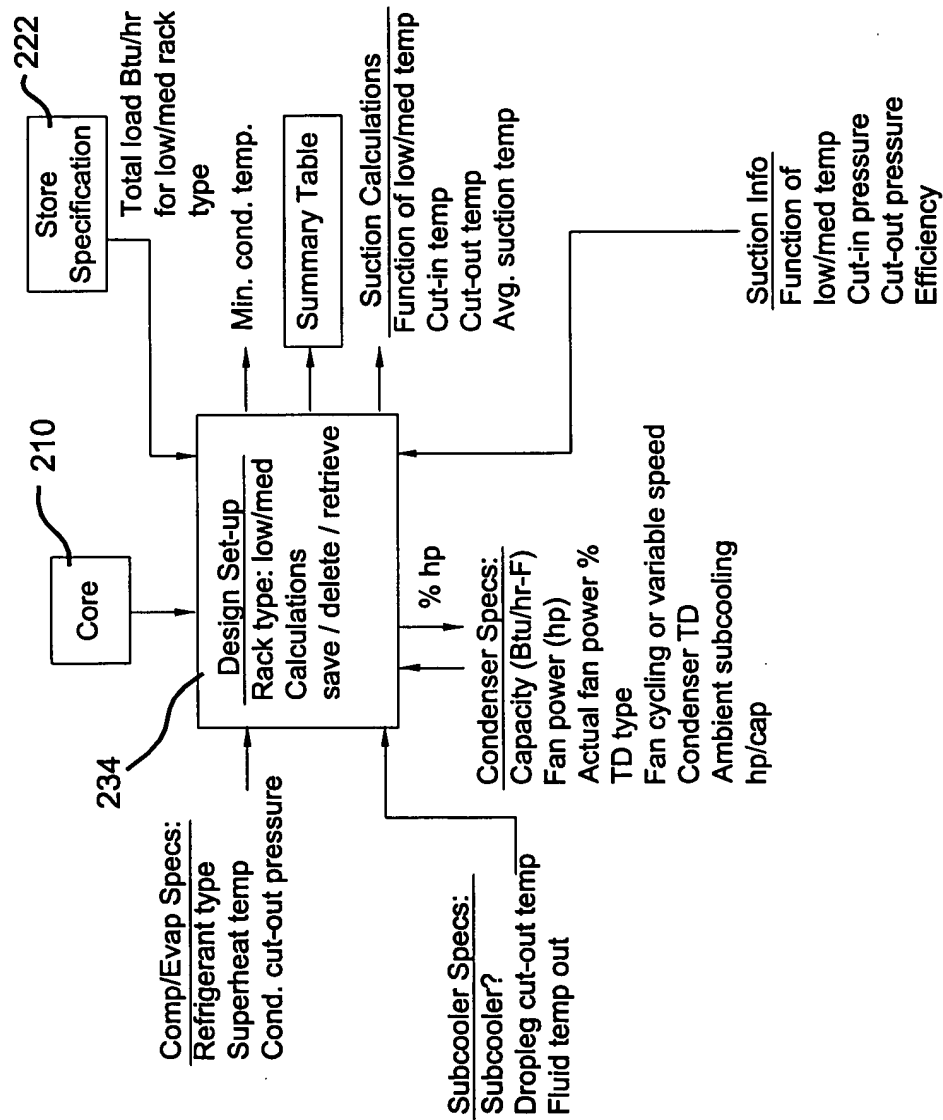 222
Store
Specification
Total load Btu/hr
for low/med rack
type
210
Core
234
Design Set-up
Rack type: low/med
Calculations
save / delete / retrieve
Min. cond. temp.
Summary Table
Suction Calculations
Function of low/med temp
Cut-in temp
Cut-out temp
Avg. suction temp
Comp/Evap Specs:
Refrigerant type
Superheat temp
Cond. cut-out pressure
% hp
Condenser Specs:
Capacity (Btu/hr-F)
Fan power (hp)
Actual fan power %
TD type
Fan cycling or variable speed
Condenser TD
Ambient subcooling
hp/cap
Subcooler Specs:
Subcooler?
Dropleg cut-out temp
Fluid temp out
Suction Info
Function of
low/med temp
Cut-in pressure
Cut-out pressure
Efficiency